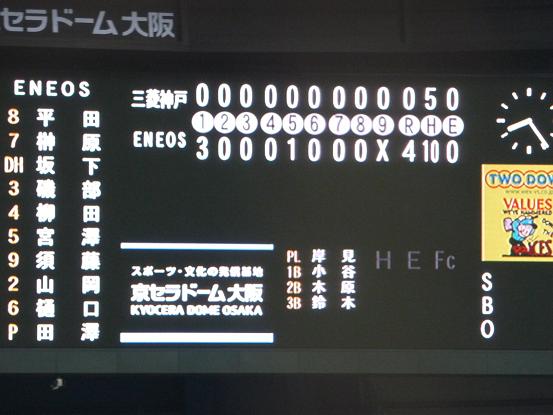 セラドーム大阪
ENEOS
8 平田
7 榊原
DH 坂下
3 磯部
4 柳田
5 宮澤
9 須藤
2 山岡
6 樋口
P 田澤
三菱神戸 0 0 0 0 0 0 0 0 0 0 5 0
1 2 3 4 5 6 7 8 9 R H E
ENEOS 3 0 0 0 1 0 0 0 X 4 10 0
スポーツ・文化の発信基地
京セラドーム大阪
KYOCERA DOME OSAKA
PL 岸見
1B 小谷
2B 木原
3B 鈴木
H E Fc
TWO DOW
VALUES
S
B
O